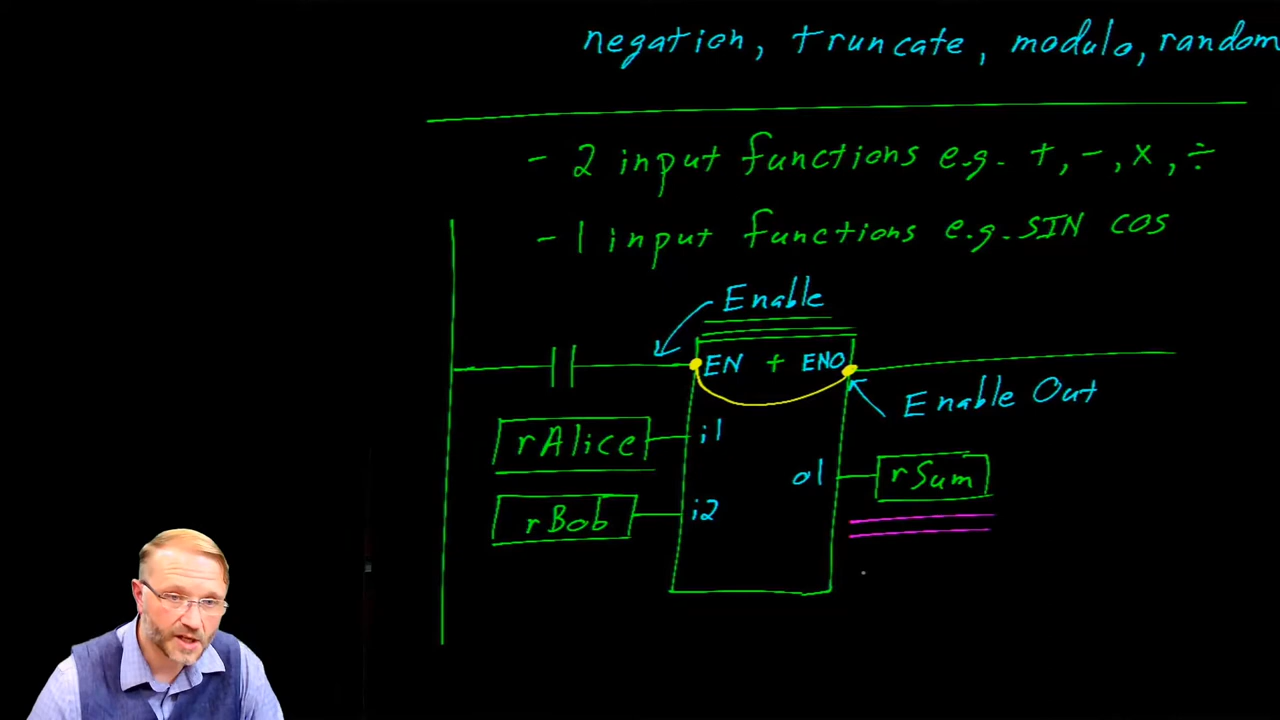 negation, truncate, modulo, random
- 2 input functions e.g. +, -, x, ÷
- 1 input functions e.g. SIN COS
Enable
EN + ENO
Enable Out
rAlice i1
o1 rSum
rBob i2